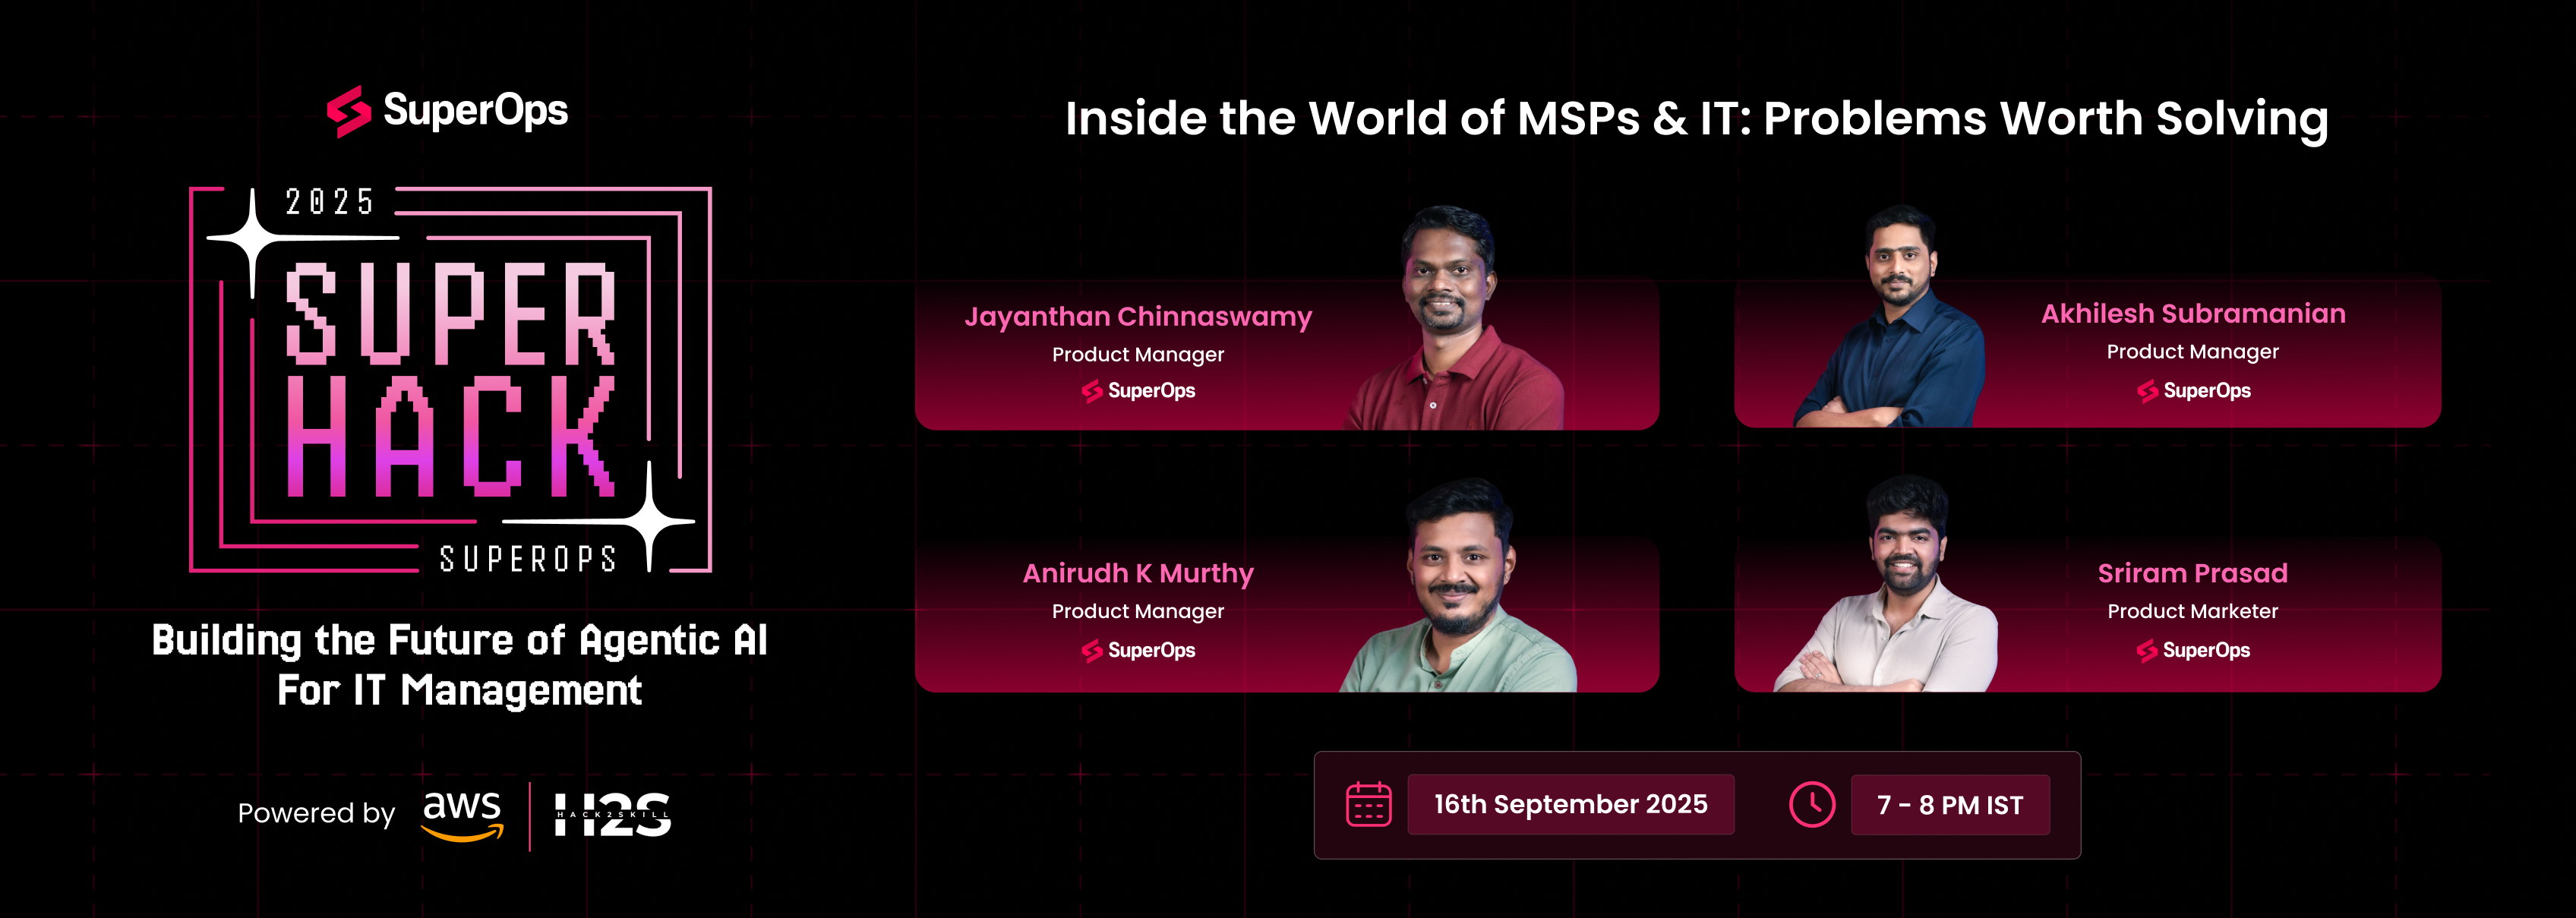 SuperOps
2025
SUPER
HACK
SUPEROPS
Building the Future of Agentic AI
For IT Management
Powered by aws H2S
HACK2SKILL
Inside the World of MSPs & IT: Problems Worth Solving
Jayanthan Chinnaswamy
Product Manager
SuperOps
Akhilesh Subramanian
Product Manager
SuperOps
Anirudh K Murthy
Product Manager
SuperOps
Sriram Prasad
Product Marketer
SuperOps
16th September 2025
7 - 8 PM IST